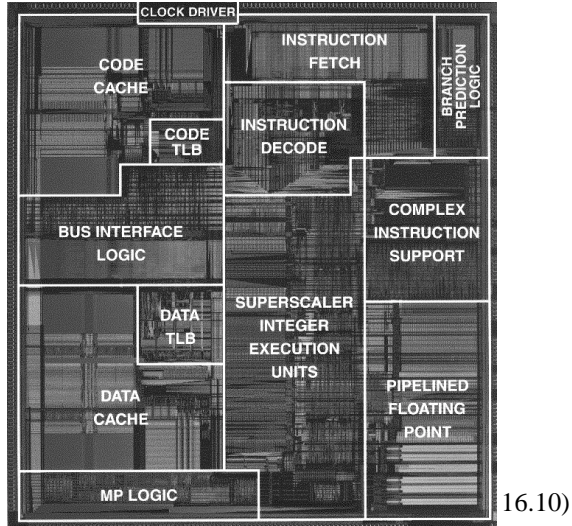 CLOCK DRIVER
CODE
CACHE
INSTRUCTION
FETCH
BRANCH
PREDICTION
LOGIC
CODE
TLB
INSTRUCTION
DECODE
BUS INTERFACE
LOGIC
COMPLEX
INSTRUCTION
SUPPORT
DATA
TLB
SUPERSCALER
INTEGER
EXECUTION
UNITS
DATA
CACHE
PIPELINED
FLOATING
POINT
MP LOGIC
16.10)